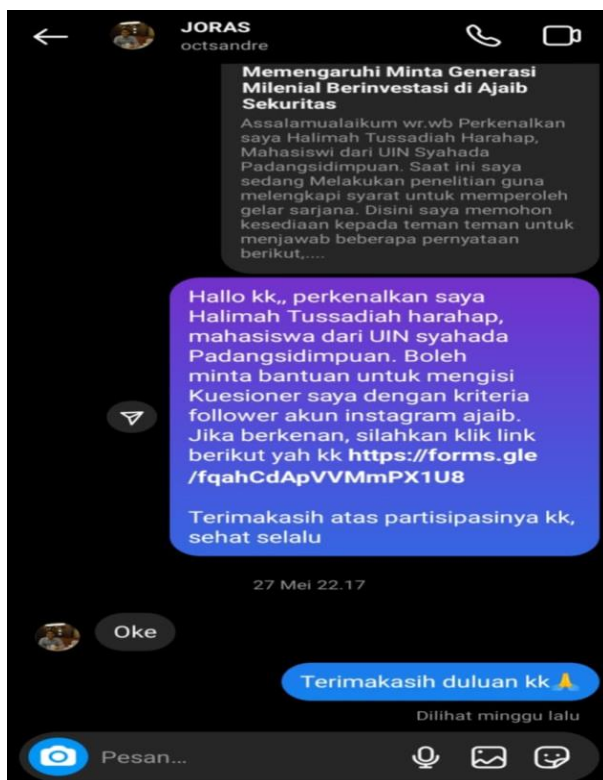 JORAS
octsandre
Memengaruhi Minta Generasi
Milenial Berinvestasi di Ajaib
Sekuritas
Assalamualaikum wr.wb Perkenalkan
saya Halimah Tussadiah Harahap,
Mahasiswi dari UIN Syahada
Padangsidimpuan. Saat ini saya
sedang Melakukan penelitian guna
melengkapi syarat untuk memperoleh
gelar sarjana. Disini saya memohon
kesediaan kepada teman teman untuk
menjawab beberapa pernyataan
berikut,....
Hallo kk,, perkenalkan saya
Halimah Tussadiah harahap,
mahasiswa dari UIN syahada
Padangsidimpuan. Boleh
minta bantuan untuk mengisi
Kuesioner saya dengan kriteria
follower akun instagram ajaib.
Jika berkenan, silahkan klik link
berikut yah kk https://forms.gle
/fqahCdApVVMmPX1U8
Terimakasih atas partisipasinya kk,
sehat selalu
27 Mei 22.17
Oke
Terimakasih duluan kk🙏
Dilihat minggu lalu
Pesan...